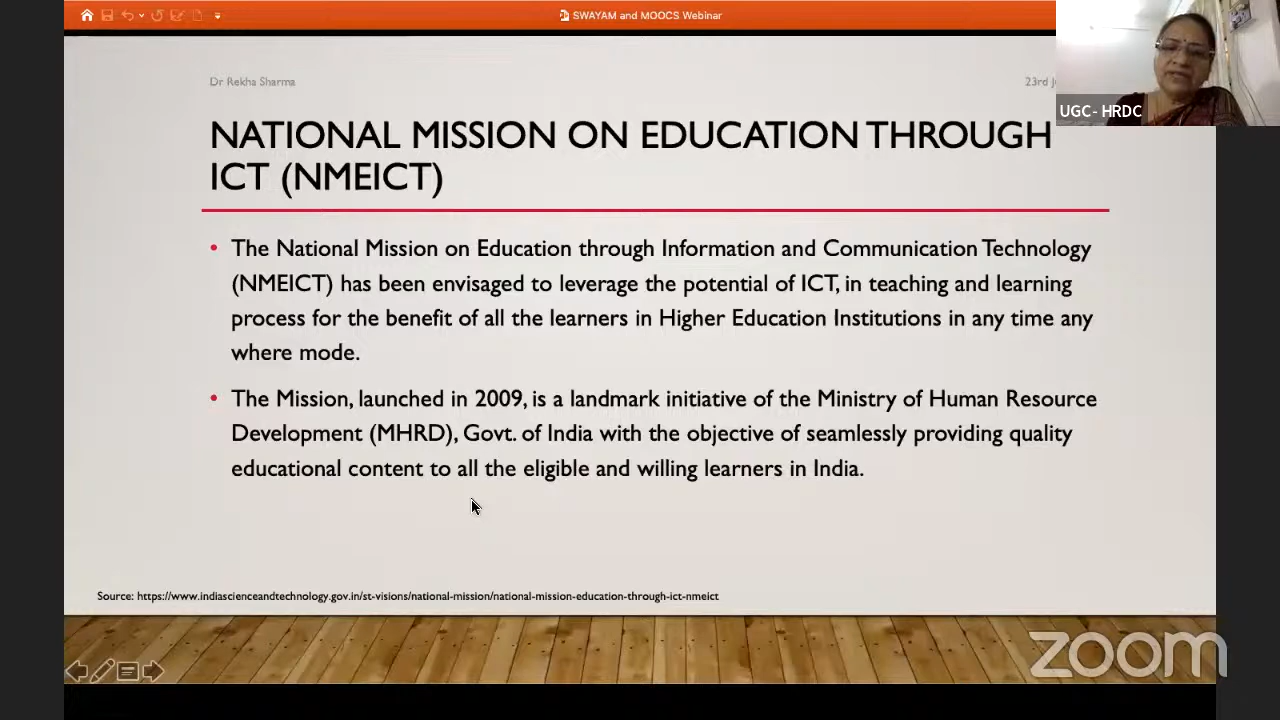 SWAYAM and MOOCS Webinar
UGC- HRDC
Dr Rekha Sharma
23rd
NATIONAL MISSION ON EDUCATION THROUGH
ICT (NMEICT)
• The National Mission on Education through Information and Communication Technology
(NMEICT) has been envisaged to leverage the potential of ICT, in teaching and learning
process for the benefit of all the learners in Higher Education Institutions in any time any
where mode.
• The Mission, launched in 2009, is a landmark initiative of the Ministry of Human Resource
Development (MHRD), Govt. of India with the objective of seamlessly providing quality
educational content to all the eligible and willing learners in India.
Source: https://www.indiascienceandtechnology.gov.in/st-visions/national-mission/national-mission-education-through-ict-nmeict
zoom